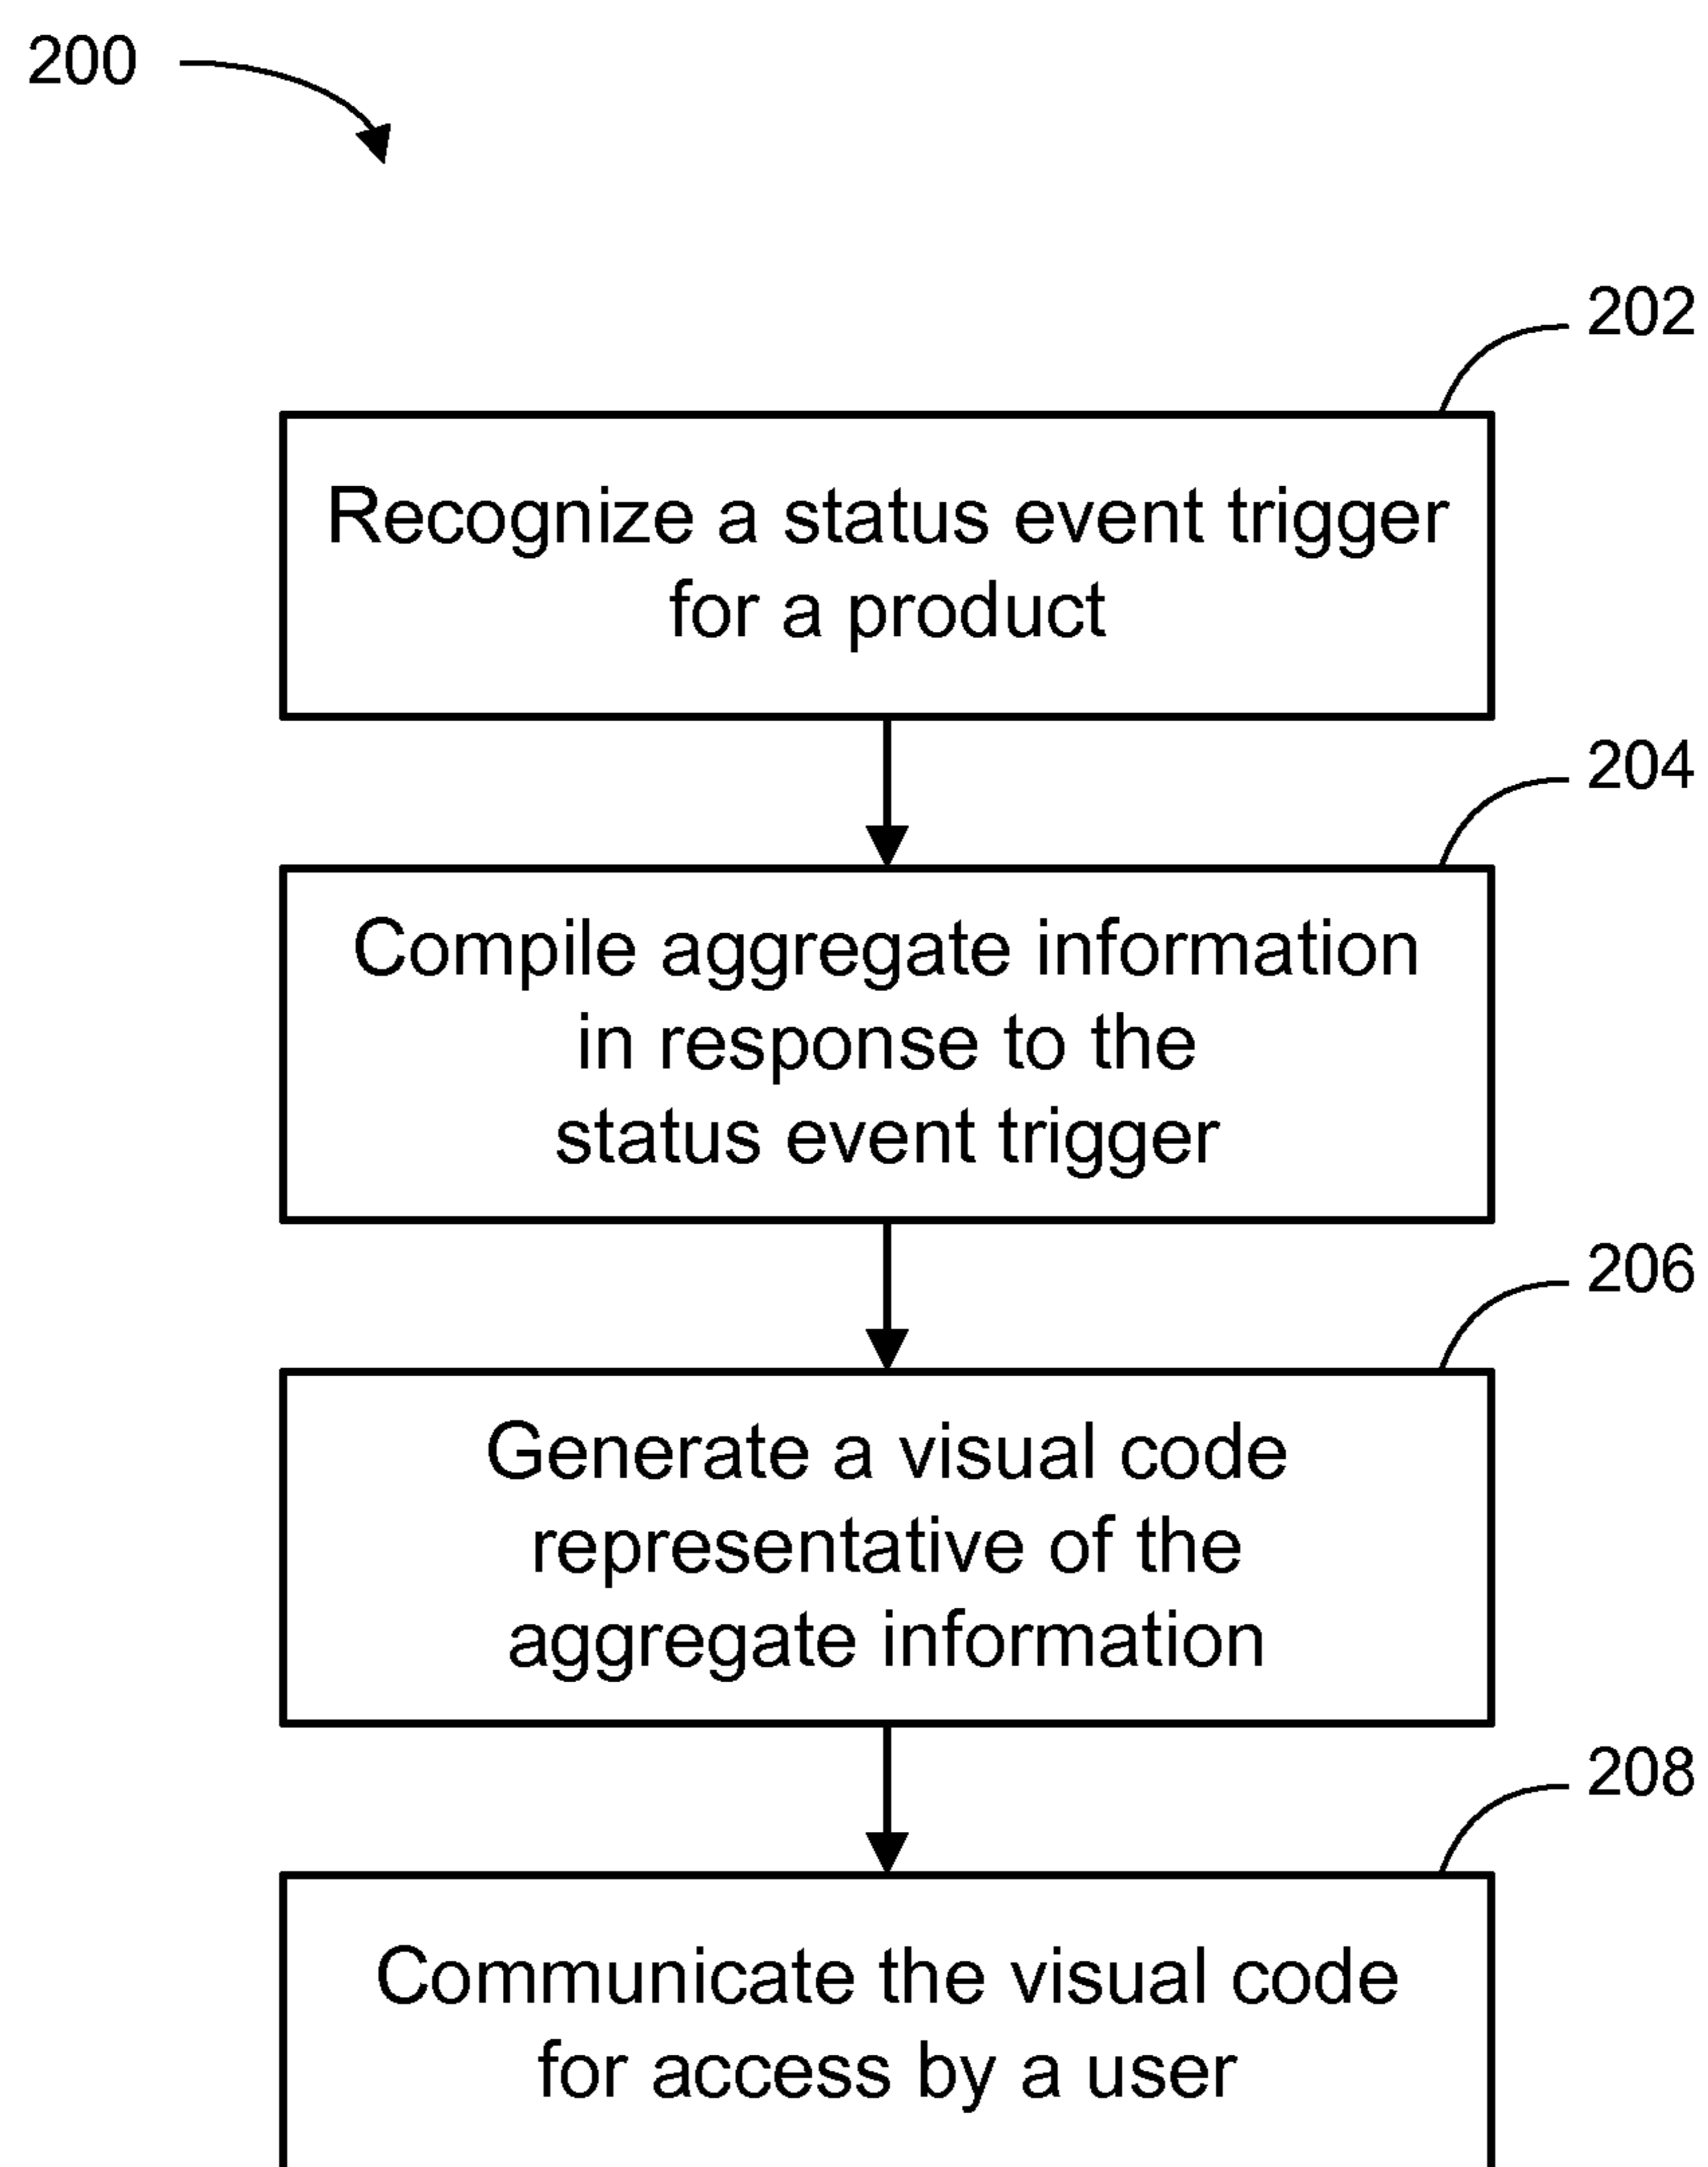 200
202
Recognize a status event trigger
for a product
204
Compile aggregate information
in response to the
status event trigger
206
Generate a visual code
representative of the
aggregate information
208
Communicate the visual code
for access by a user